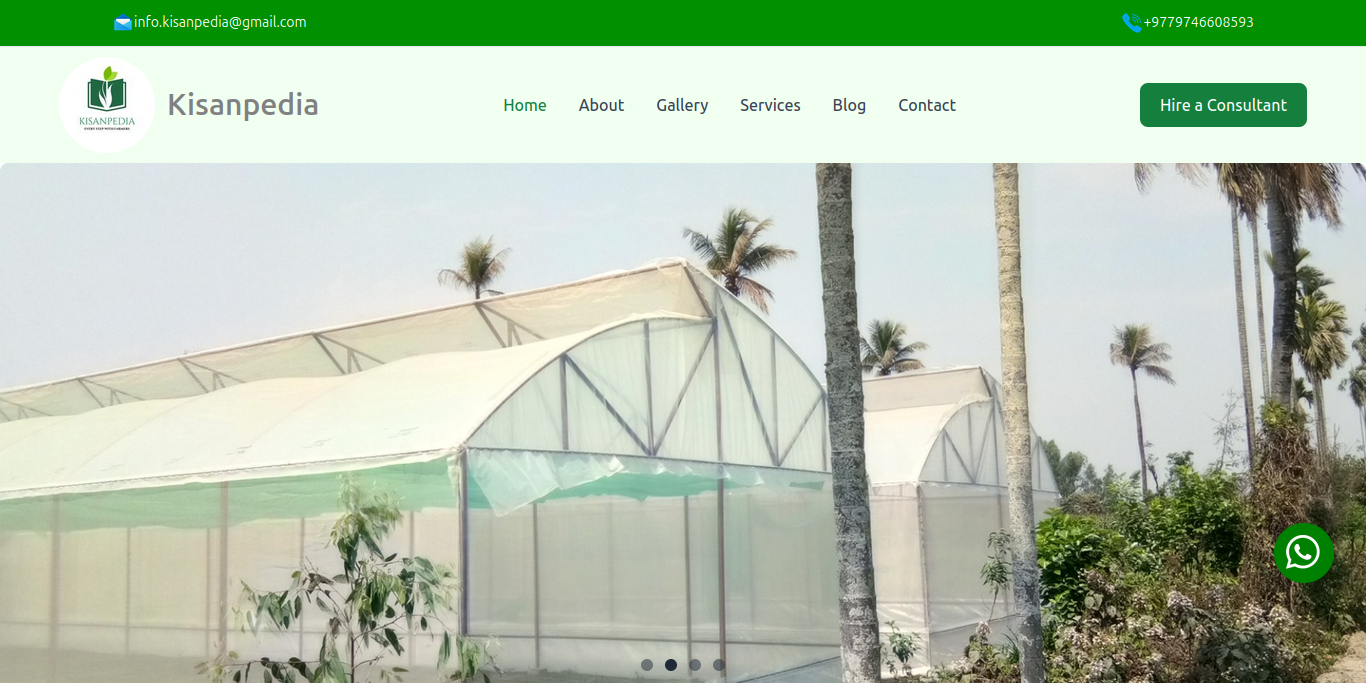 info.kisanpedia@gmail.com
+9779746608593
KISANPEDIA
EVERY STEP WITH FARMERS
Kisanpedia
Home
About
Gallery
Services
Blog
Contact
Hire a Consultant